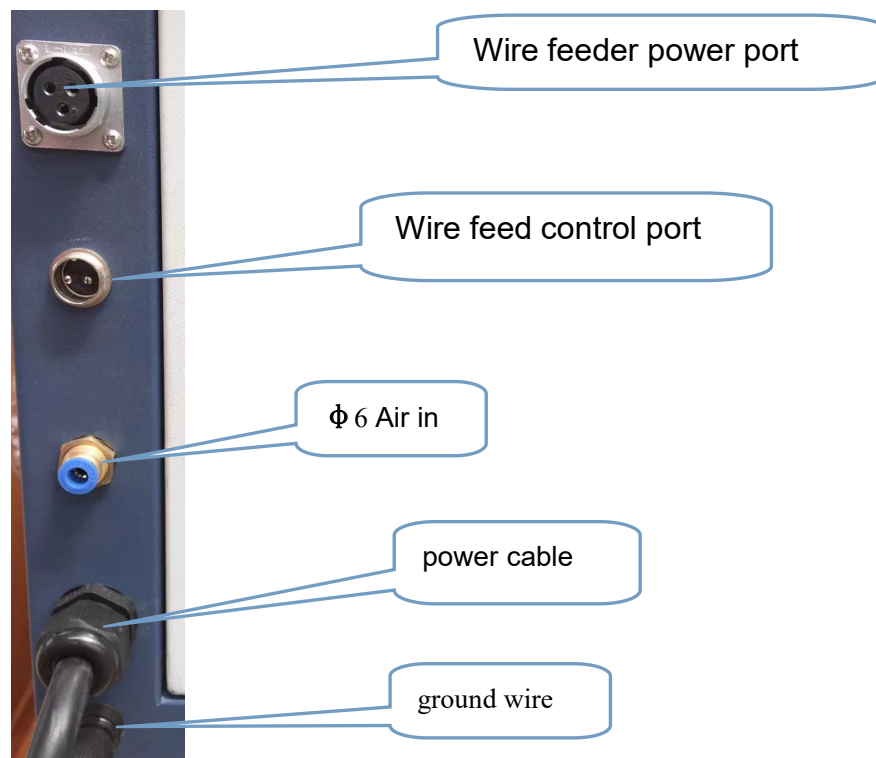 Wire feeder power port
Wire feed control port
Φ6 Air in
power cable
ground wire